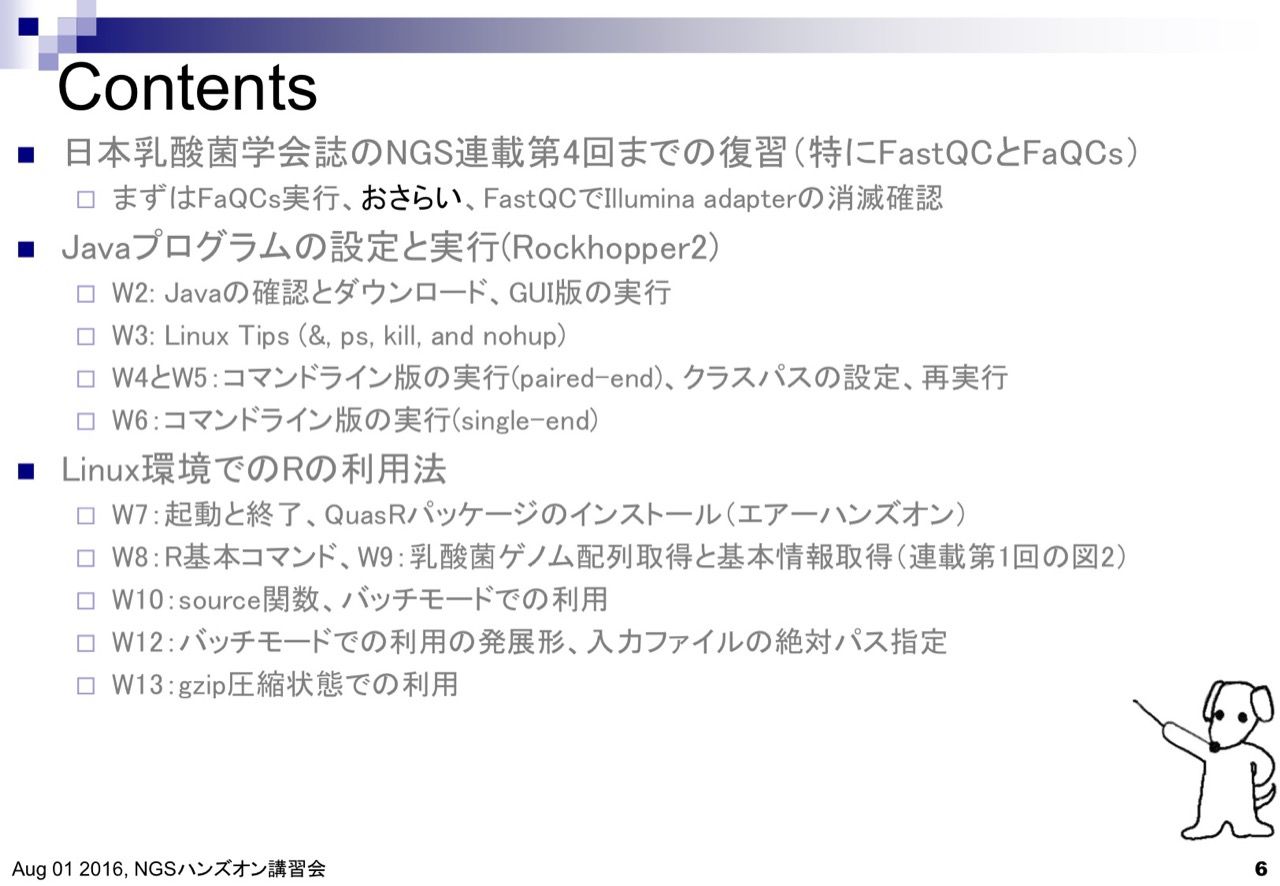 Contents
日本乳酸菌学会誌のNGS連載第4回までの復習（特にFastQCとFaQCs）
まずはFaQCs実行、おさらい、FastQCでIllumina adapterの消滅確認
Javaプログラムの設定と実行(Rockhopper2)
W2: Javaの確認とダウンロード、GUI版の実行
W3: Linux Tips (&, ps, kill, and nohup)
W4とW5：コマンドライン版の実行(paired-end)、クラスパスの設定、再実行
W6：コマンドライン版の実行(single-end)
Linux環境でのRの利用法
W7：起動と終了、QuasRパッケージのインストール（エアーハンズオン）
W8：R基本コマンド、W9：乳酸菌ゲノム配列取得と基本情報取得（連載第1回の図2）
W10：source関数、バッチモードでの利用
W12：バッチモードでの利用の発展形、入力ファイルの絶対パス指定
W13：gzip圧縮状態での利用
Aug 01 2016, NGSハンズオン講習会
6